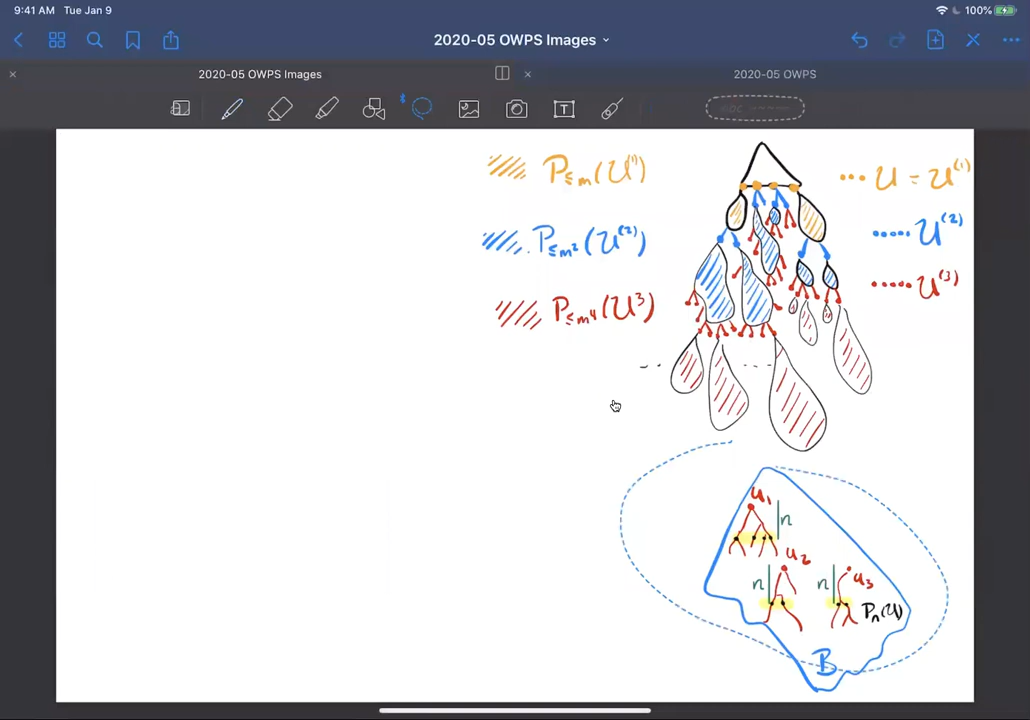 9:41 AM Tue Jan 9
100%
2020-05 OWPS Images
2020-05 OWPS Images
2020-05 OWPS
T
P≤m(U⁽¹⁾)
... U = U⁽¹⁾
P≤m²(U⁽²⁾)
..... U⁽²⁾
P≤m⁴(U³)
..... U⁽³⁾
u₁
n
u₂
n
n
u₃
Pₙ(U)
B